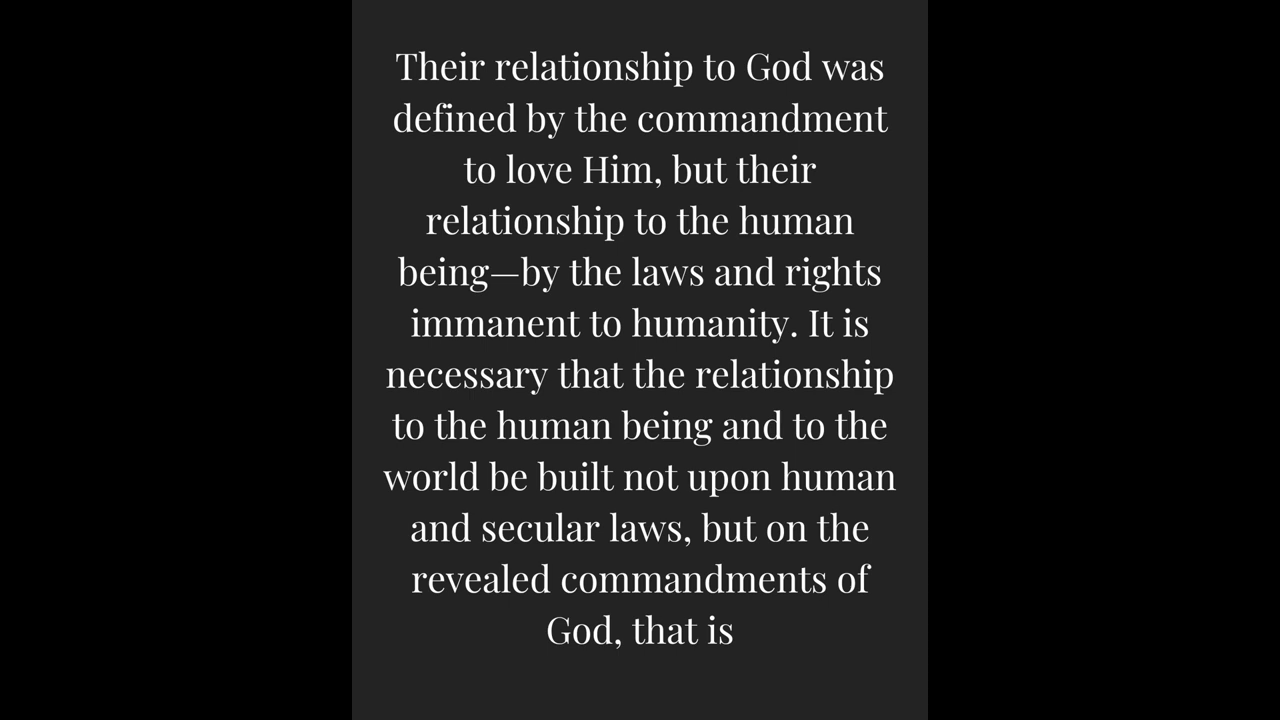 Their relationship to God was
defined by the commandment
to love Him, but their
relationship to the human
being—by the laws and rights
immanent to humanity. It is
necessary that the relationship
to the human being and to the
world be built not upon human
and secular laws, but on the
revealed commandments of
God, that is